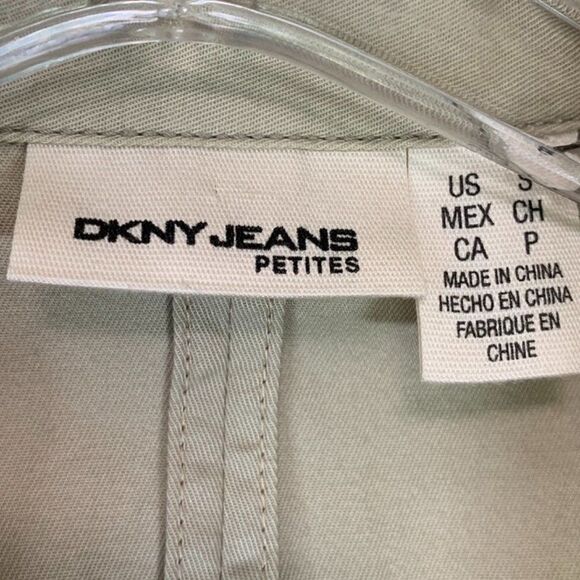 DKNY JEANS
PETITES
US S
MEX CH
CA P
MADE IN CHINA
HECHO EN CHINA
FABRIQUE EN
CHINE